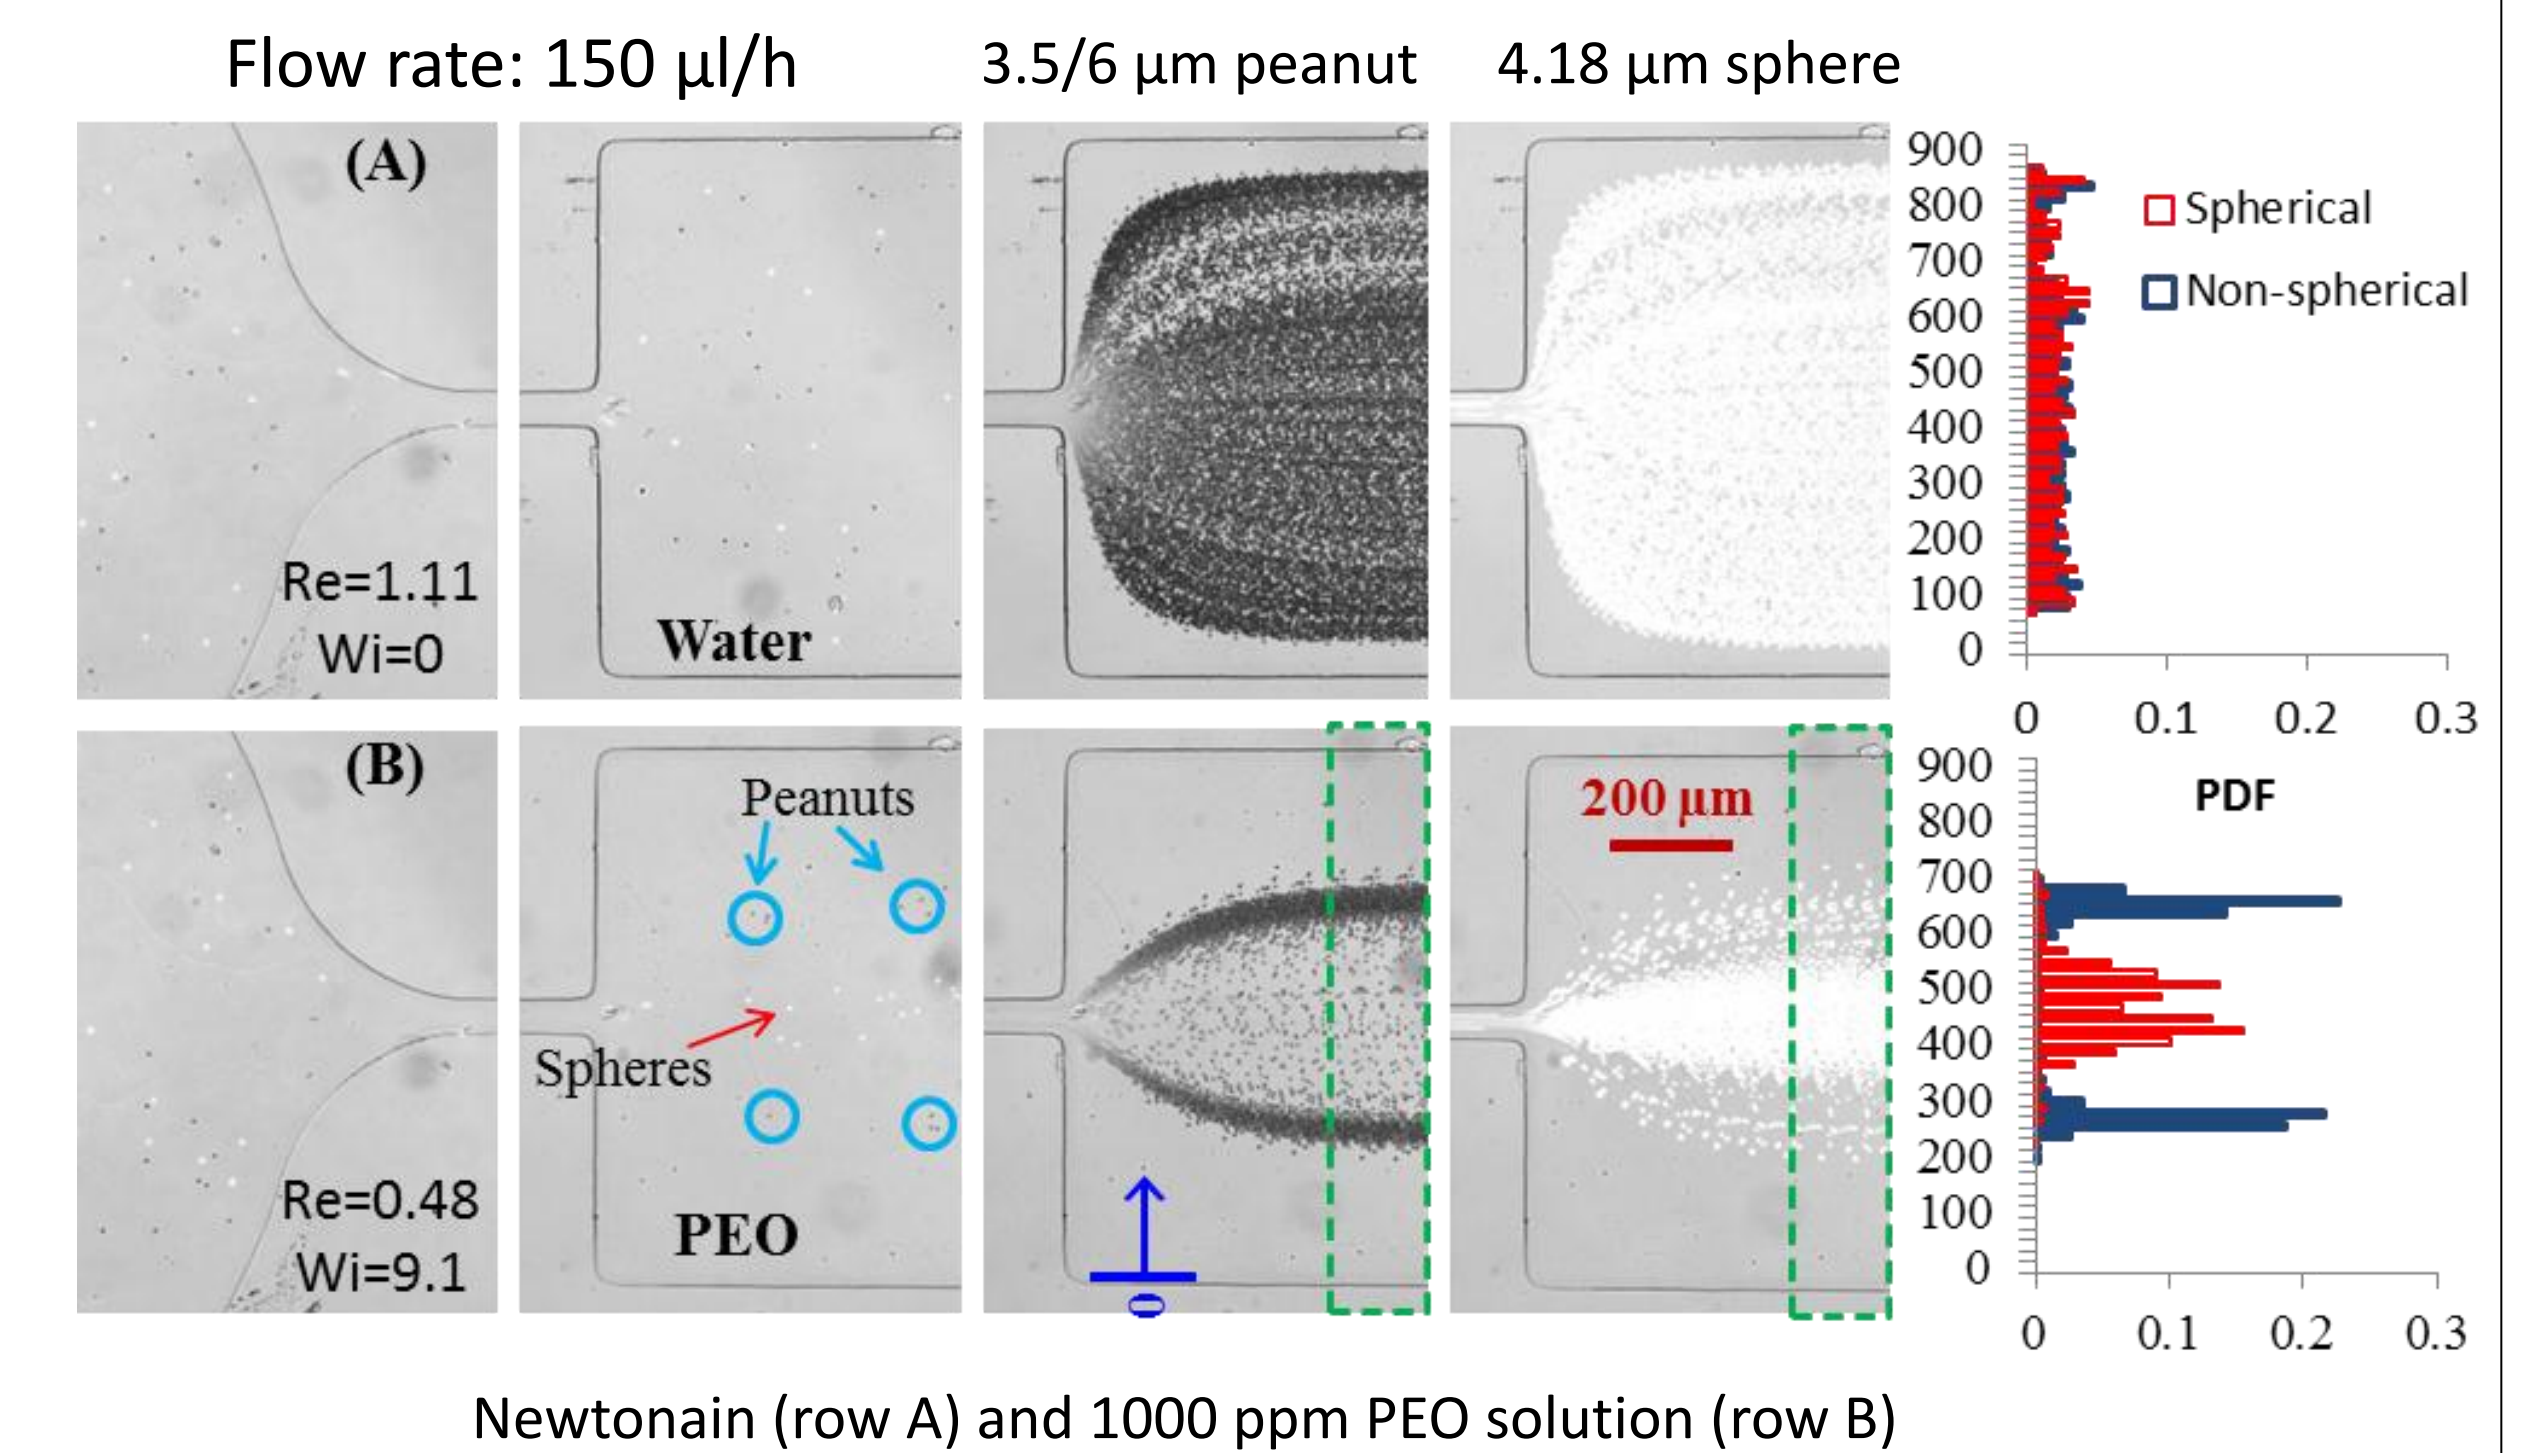 Flow rate: 150 µl/h
3.5/6 µm peanut
4.18 µm sphere
(A)
Re=1.11
Wi=0
Water
900
800
700
600
500
400
300
200
100
0
Spherical
Non-spherical
0 0.1 0.2 0.3
(B)
Re=0.48
Wi=9.1
Peanuts
Spheres
PEO
0
200 µm
900
800
700
600
500
400
300
200
100
0
PDF
0 0.1 0.2 0.3
Newtonain (row A) and 1000 ppm PEO solution (row B)